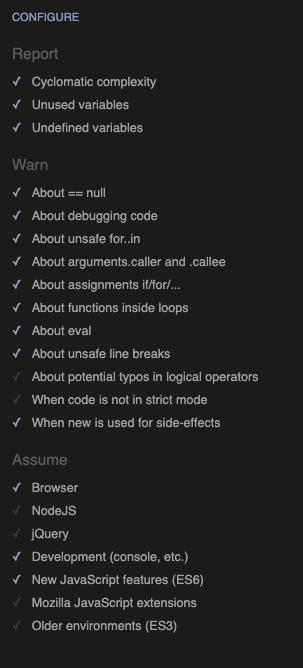 CONFIGURE
Report
Cyclomatic complexity
Unused variables
Undefined variables
Warn
About == null
About debugging code
About unsafe for..in
About arguments.caller and .callee
About assignments if/for/...
About functions inside loops
About eval
About unsafe line breaks
About potential typos in logical operators
When code is not in strict mode
When new is used for side-effects
Assume
Browser
NodeJS
jQuery
Development (console, etc.)
New JavaScript features (ES6)
Mozilla JavaScript extensions
Older environments (ES3)